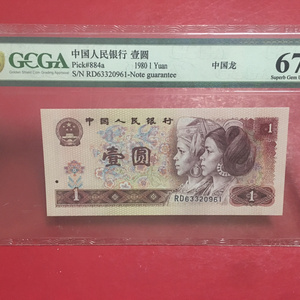 GCGA
中国人民银行 壹圆
Pick#884a 1980 1 Yuan 中国龙
S/N RD63320961-Note guarantee
67
Superb Gem
中国人民银行
1
壹圆
1
1
RD63320961